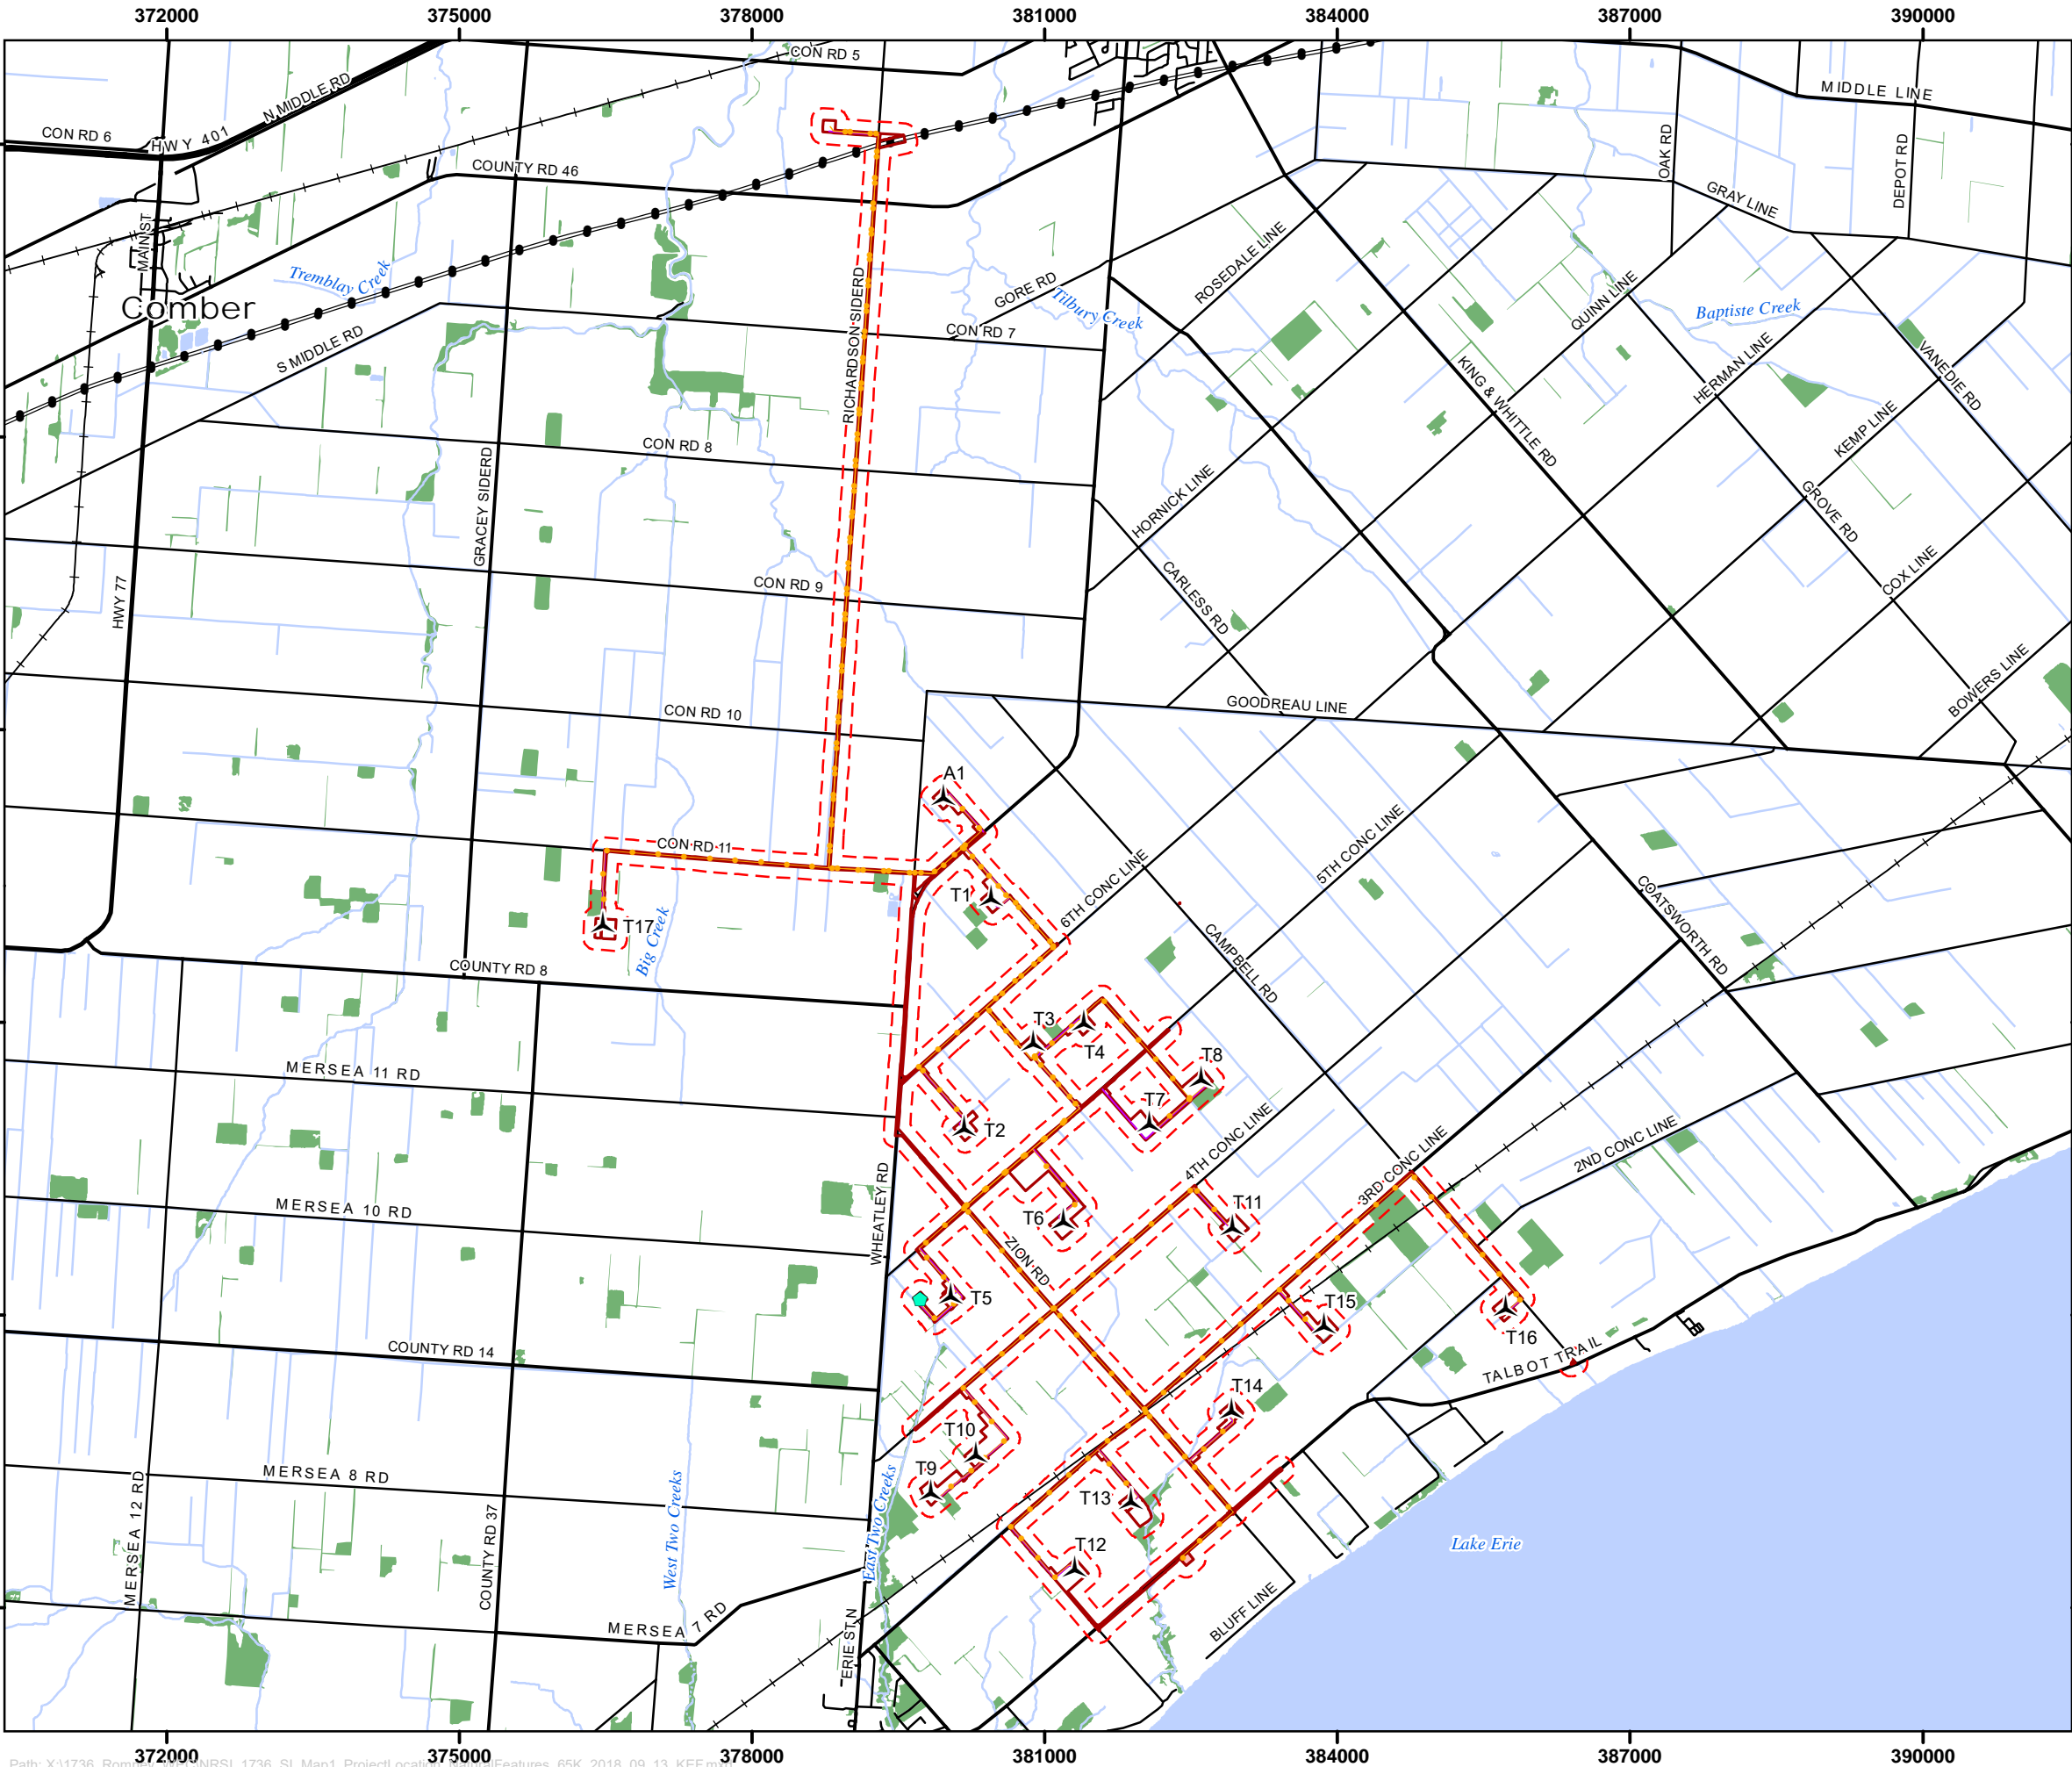 372000 375000 378000 381000 384000 387000 390000
CON RD 5
MIDDLE LINE
N MIDDLE RD
CON RD 6
HWY 401
OAK RD
DEPOT RD
COUNTY RD 46
GRAY LINE
MAIN ST
Tremblay Creek
Comber
RICHARDSON SIDERD
GORE RD
ROSEDALE LINE
Tilbury Creek
QUINN LINE
Baptiste Creek
S MIDDLE RD
CON RD 7
KING & WHITTLE RD
HERMAN LINE
VANEDIE RD
KEMP LINE
CON RD 8
GRACEY SIDERD
HORNICK LINE
GROVE RD
CON RD 9
CARLESS RD
COX LINE
HWY 77
BOWERS LINE
CON RD 10
GOODREAU LINE
A1
CON RD 11
5TH CONC LINE
6TH CONC LINE
T1
T17
Big Creek
COATSWORTH RD
CAMPBELL RD
COUNTY RD 8
T3
T4
T8
MERSEA 11 RD
T7
T2
4TH CONC LINE
3RD CONC LINE
2ND CONC LINE
MERSEA 10 RD
WHEATLEY RD
T6
T11
ZION RD
T5
T15
T16
COUNTY RD 14
TALBOT TRAIL
T14
T10
MERSEA 8 RD
T9
T13
MERSEA 12 RD
COUNTY RD 37
West Two Creeks
East Two Creeks
T12
Lake Erie
MERSEA 7 RD
ERIE ST N
BLUFF LINE
372000 375000 378000 381000 384000 387000 390000